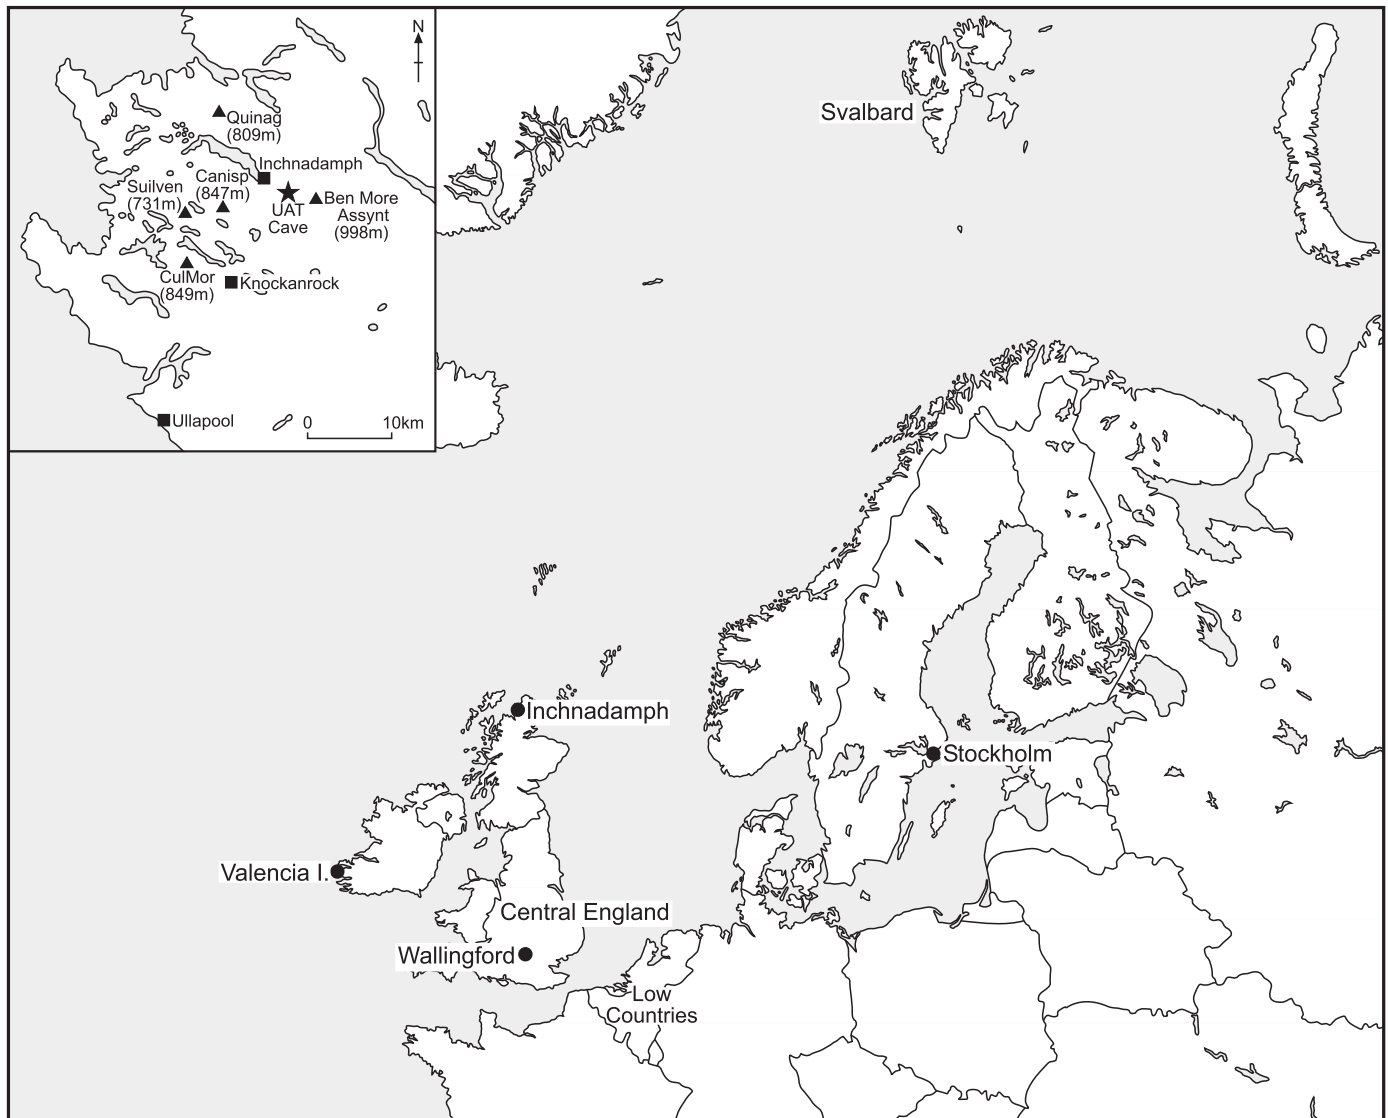 N
Quinag
(809m)
Inchnadamph
Canisp
(847m)
Suilven
(731m)
UAT
Cave
Ben More
Assynt
(998m)
CulMor
(849m)
Knockanrock
Ullapool
0 10km
Svalbard
Inchnadamph
Stockholm
Valencia I.
Central England
Wallingford
Low
Countries